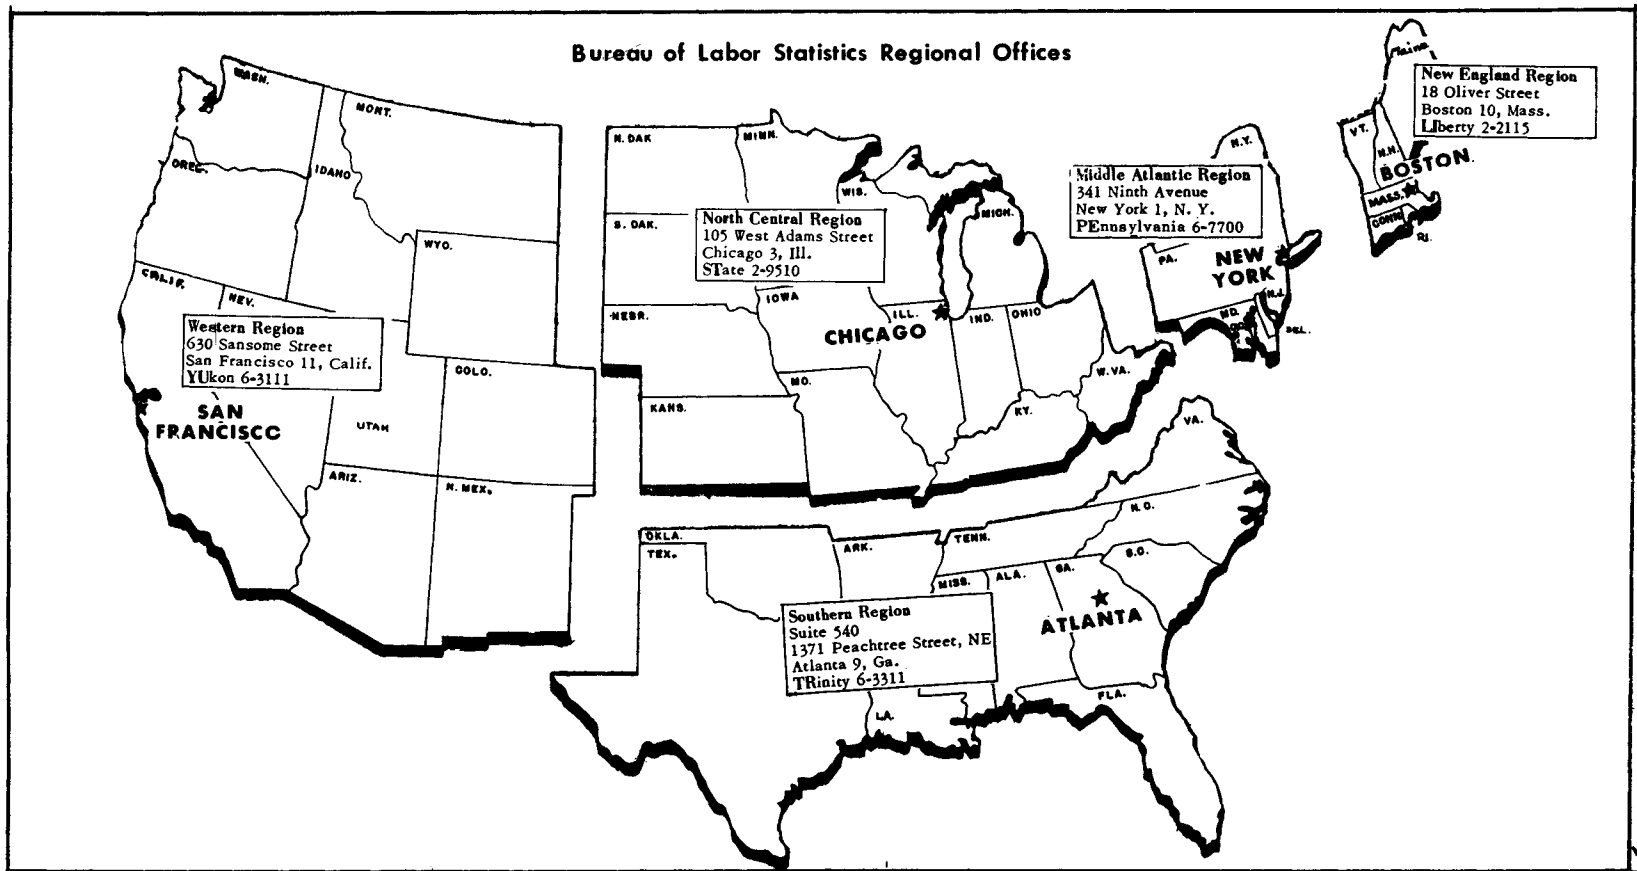 Bureau of Labor Statistics Regional Offices
Maine
New England Region
18 Oliver Street
Boston 10, Mass.
LIberty 2-2115
VT.
N.H.
BOSTON
MASS.
CONN.
R.I.
N.Y.
Middle Atlantic Region
341 Ninth Avenue
New York 1, N. Y.
PEnnsylvania 6-7700
PA.
NEW
YORK
N.J.
MD.
DEL.
WASH.
MONT.
OREG.
IDAHO
WYO.
CALIF.
NEV.
Western Region
630 Sansome Street
San Francisco 11, Calif.
YUkon 6-3111
SAN
FRANCISCO
UTAH
COLO.
ARIZ.
N. MEX.
N. DAK
MINN.
WIS.
MICH.
S. DAK.
North Central Region
105 West Adams Street
Chicago 3, Ill.
STate 2-9510
IOWA
NEBR.
ILL.
IND.
OHIO
CHICAGO
MO.
KANS.
KY.
W. VA.
VA.
N.C.
OKLA.
TEX.
ARK.
TENN.
S.C.
MISS.
ALA.
GA.
Southern Region
Suite 540
1371 Peachtree Street, NE
Atlanta 9, Ga.
TRinity 6-3311
ATLANTA
LA.
FLA.